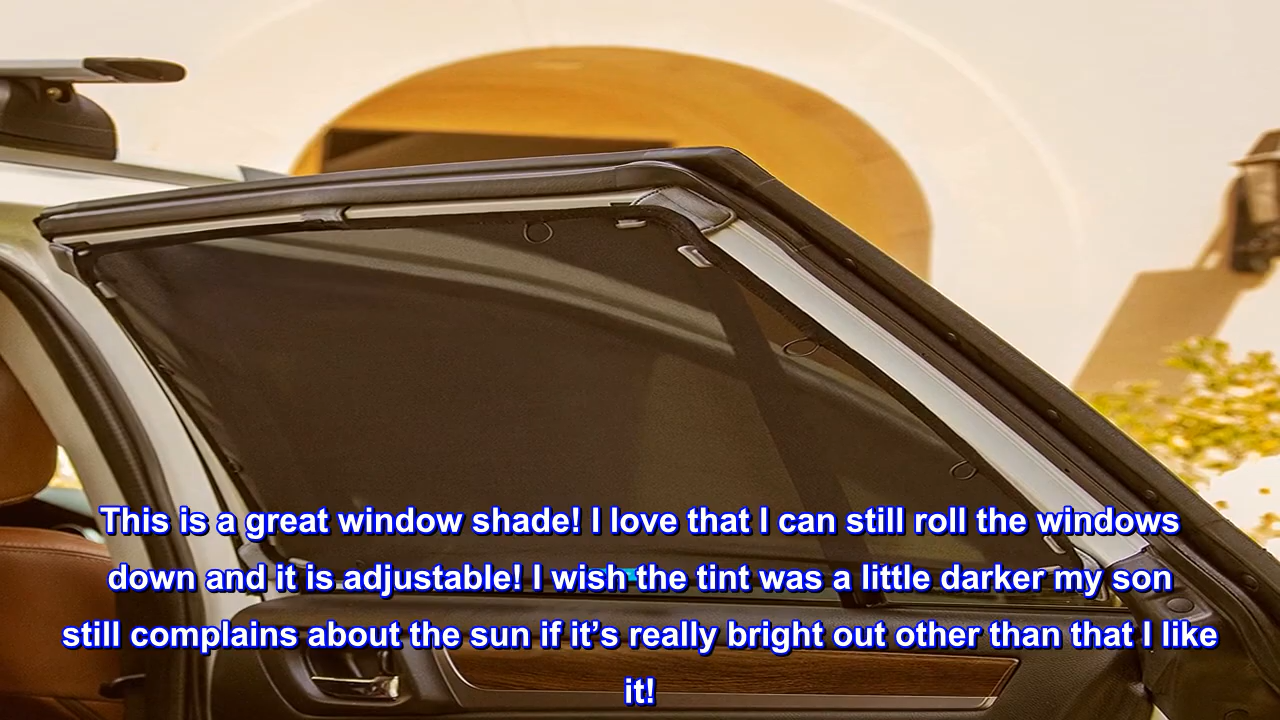 This is a great window shade! I love that I can still roll the windows
down and it is adjustable! I wish the tint was a little darker my son
still complains about the sun if it’s really bright out other than that I like
it!